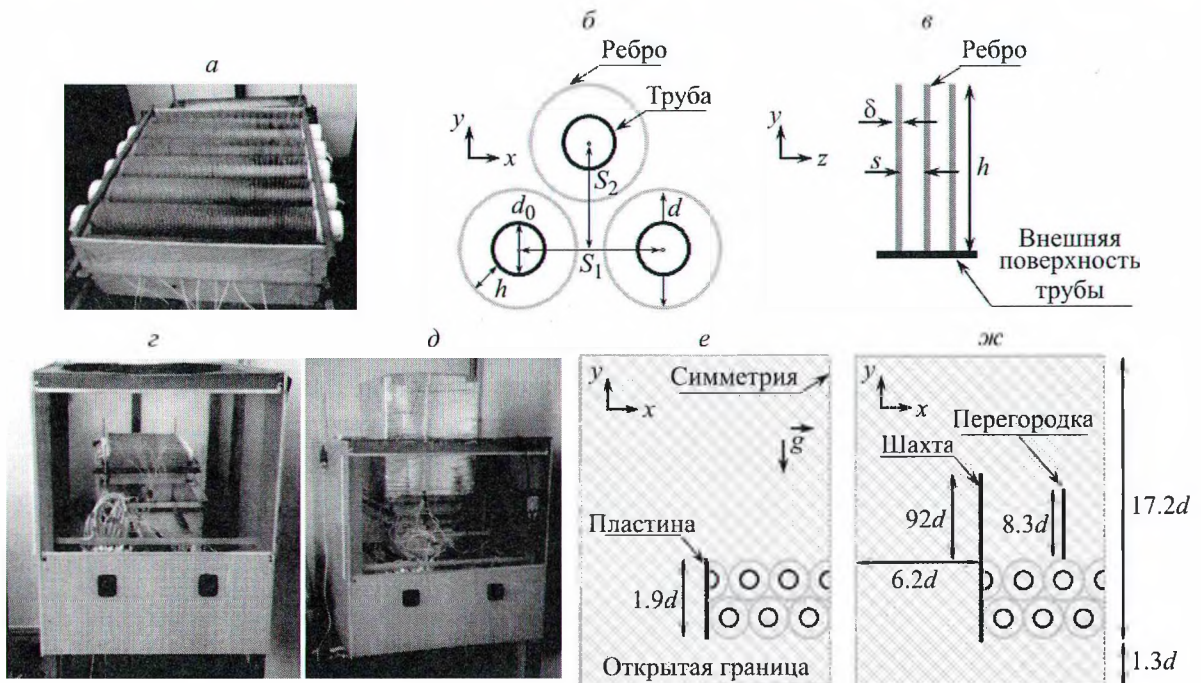 а
б
Ребро
Труба
y
x
S2
d0
d
S1
h
в
Ребро
δ
y
z
s
h
Внешняя
поверхность
трубы
г
д
е
y
x
Симметрия
g
Пластина
1.9d
Открытая граница
ж
y
x
Перегородка
Шахта
92d
8.3d
6.2d
17.2d
1.3d